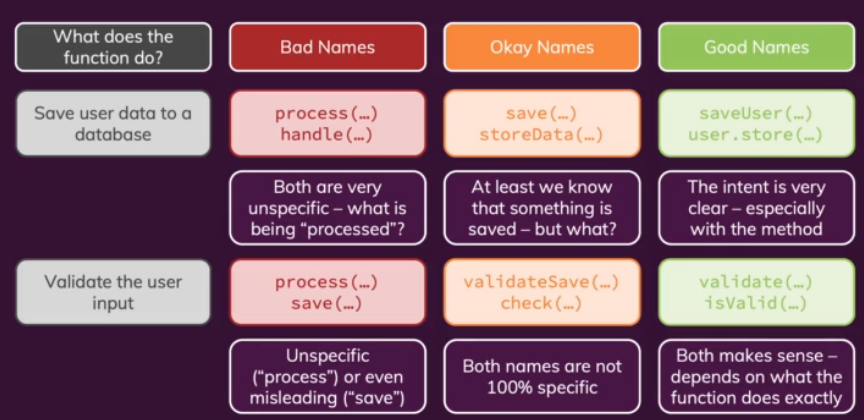 What does the
function do?
Bad Names
Okay Names
Good Names
Save user data to a
database
process(…)
handle(…)
save(…)
storeData(…)
saveUser(…)
user.store(…)
Both are very
unspecific – what is
being “processed”?
At least we know
that something is
saved – but what?
The intent is very
clear – especially
with the method
Validate the user
input
process(…)
save(…)
validateSave(…)
check(…)
validate(…)
isValid(…)
Unspecific
(“process”) or even
misleading (“save”)
Both names are not
100% specific
Both makes sense –
depends on what the
function does exactly